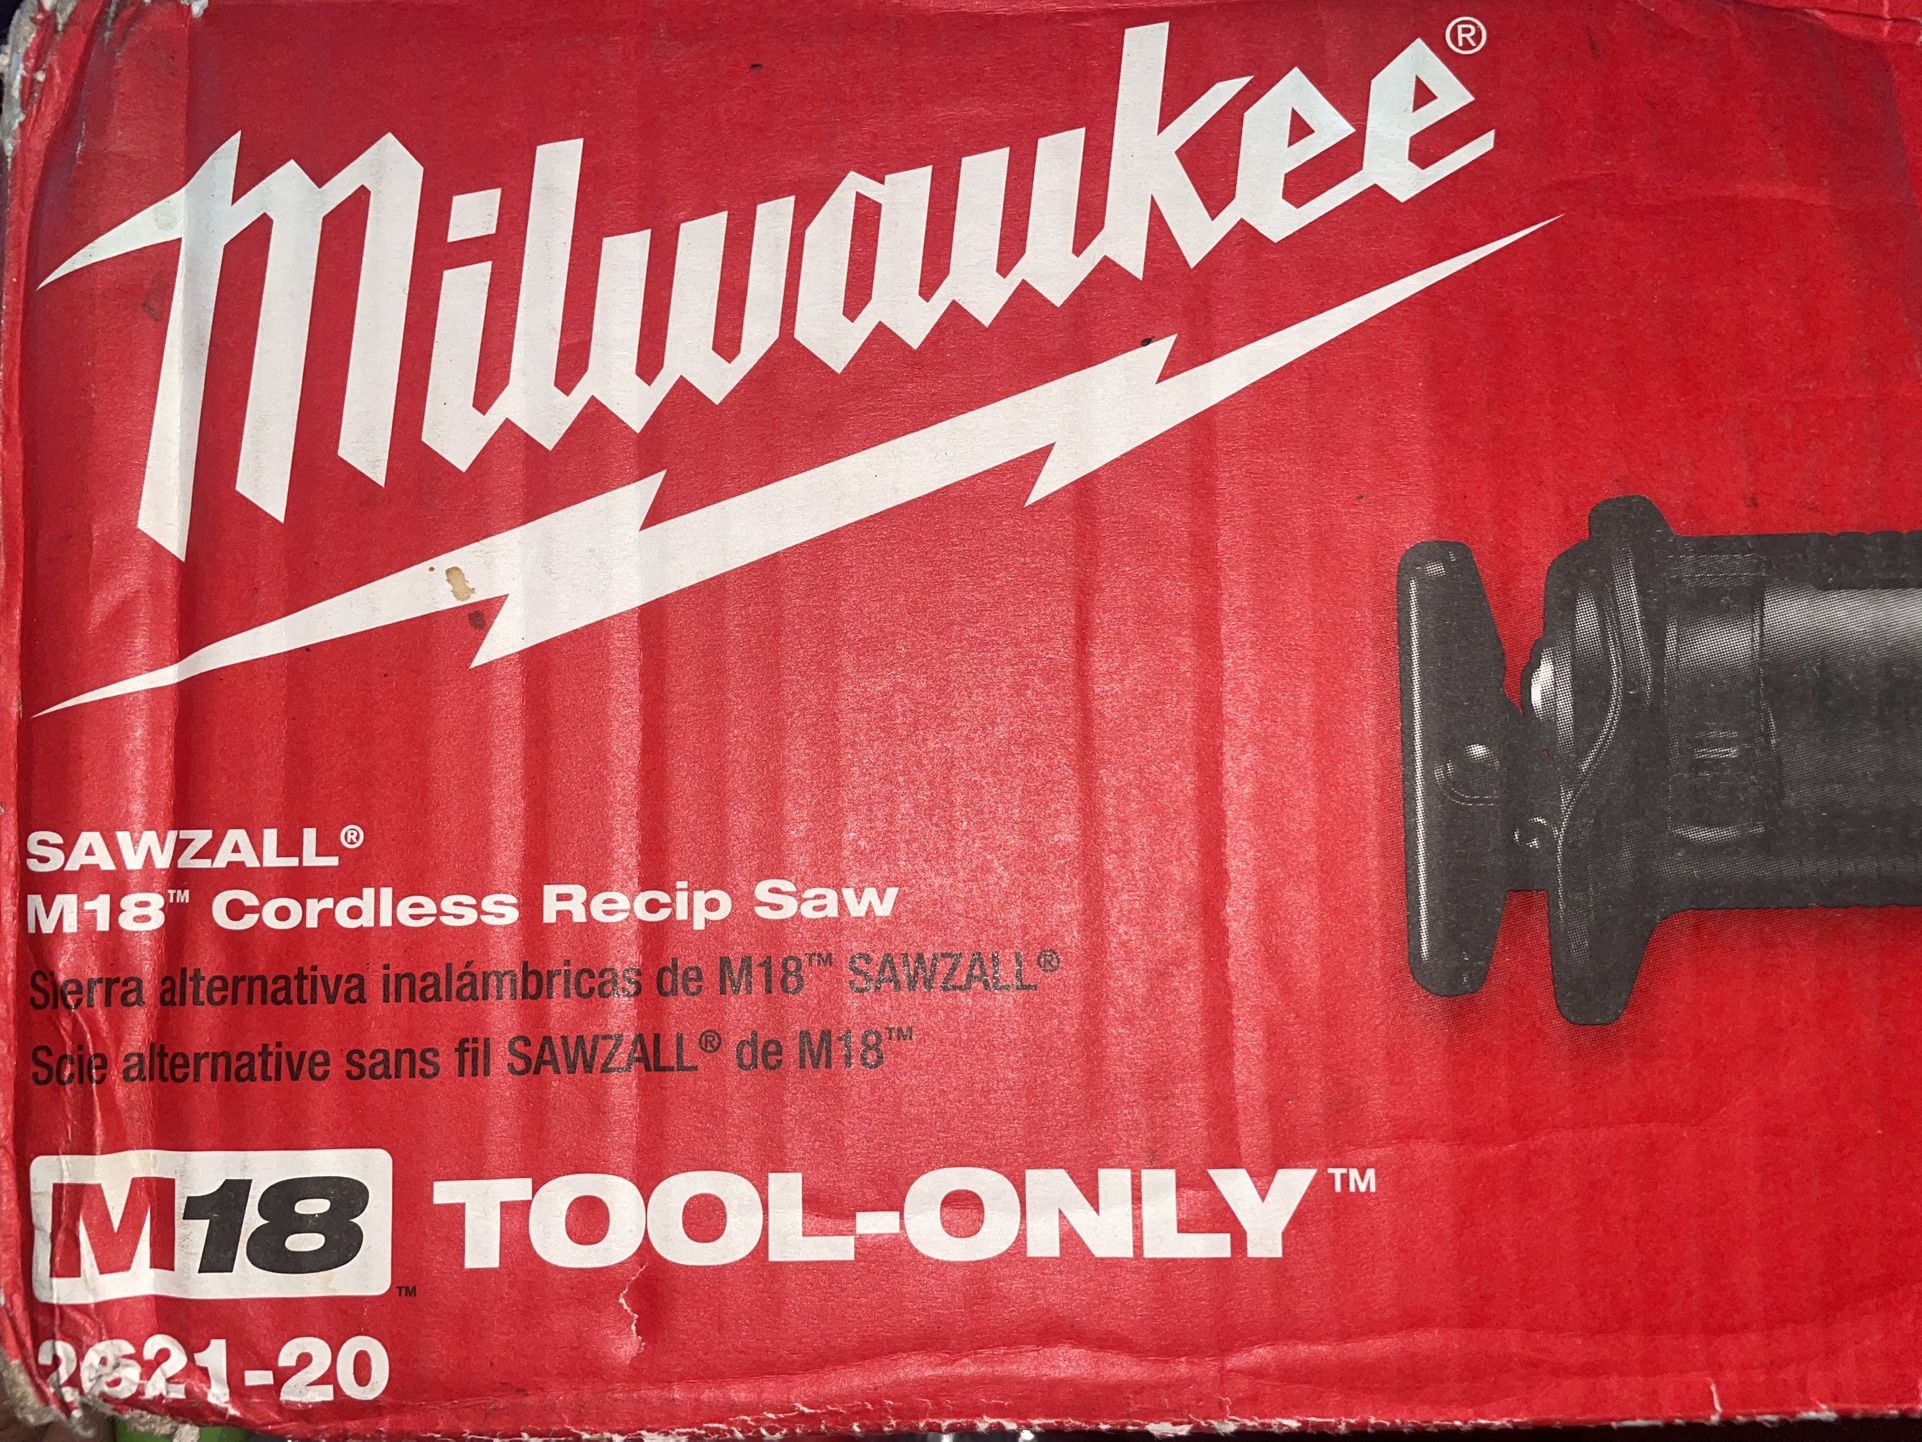 Milwaukee®
SAWZALL®
M18™ Cordless Recip Saw
Sierra alternativa inalámbricas de M18™ SAWZALL®
Scie alternative sans fil SAWZALL® de M18™
M18™ TOOL-ONLY™
2621-20